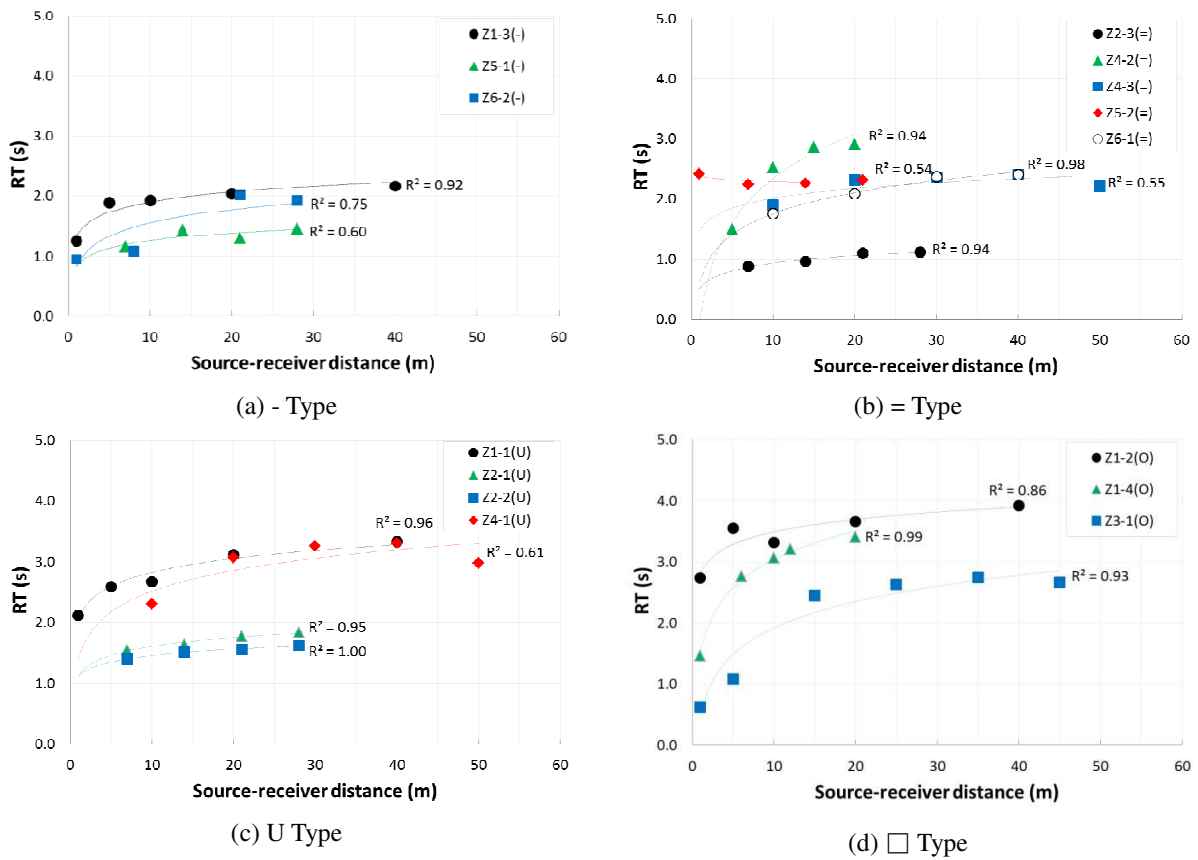 5.0
4.0
3.0
2.0
1.0
0.0
RT (s)
Z1-3(-)
Z5-1(-)
Z6-2(-)
R² = 0.92
R² = 0.75
R² = 0.60
0 10 20 30 40 50 60
Source-receiver distance (m)
(a) - Type
5.0
4.0
3.0
2.0
1.0
0.0
RT (s)
Z2-3(=)
Z4-2(=)
Z4-3(=)
Z5-2(=)
Z6-1(=)
R² = 0.94
R² = 0.54
R² = 0.98
R² = 0.55
R² = 0.94
0 10 20 30 40 50 60
Source-receiver distance (m)
(b) = Type
5.0
4.0
3.0
2.0
1.0
0.0
RT (s)
Z1-1(U)
Z2-1(U)
Z2-2(U)
Z4-1(U)
R² = 0.96
R² = 0.61
R² = 0.95
R² = 1.00
0 10 20 30 40 50 60
Source-receiver distance (m)
(c) U Type
5.0
4.0
3.0
2.0
1.0
0.0
RT (s)
Z1-2(O)
Z1-4(O)
Z3-1(O)
R² = 0.86
R² = 0.99
R² = 0.93
0 10 20 30 40 50 60
Source-receiver distance (m)
(d) □ Type